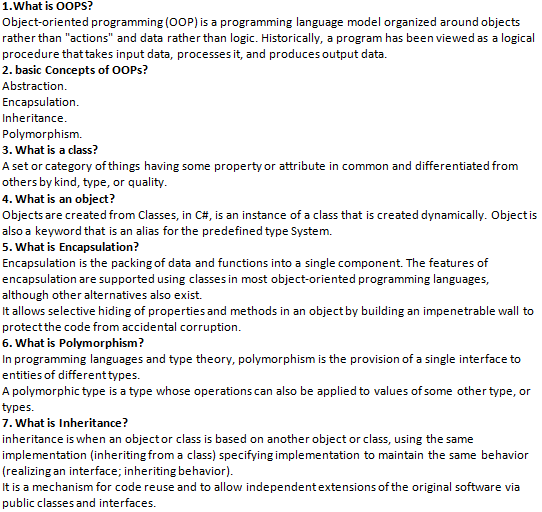 1.What is OOPS?
Object-oriented programming (OOP) is a programming language model organized around objects
rather than "actions" and data rather than logic. Historically, a program has been viewed as a logical
procedure that takes input data, processes it, and produces output data.
2. basic Concepts of OOPs?
Abstraction.
Encapsulation.
Inheritance.
Polymorphism.
3. What is a class?
A set or category of things having some property or attribute in common and differentiated from
others by kind, type, or quality.
4. What is an object?
Objects are created from Classes, in C#, is an instance of a class that is created dynamically. Object is
also a keyword that is an alias for the predefined type System.
5. What is Encapsulation?
Encapsulation is the packing of data and functions into a single component. The features of
encapsulation are supported using classes in most object-oriented programming languages,
although other alternatives also exist.
It allows selective hiding of properties and methods in an object by building an impenetrable wall to
protect the code from accidental corruption.
6. What is Polymorphism?
In programming languages and type theory, polymorphism is the provision of a single interface to
entities of different types.
A polymorphic type is a type whose operations can also be applied to values of some other type, or
types.
7. What is Inheritance?
inheritance is when an object or class is based on another object or class, using the same
implementation (inheriting from a class) specifying implementation to maintain the same behavior
(realizing an interface; inheriting behavior).
It is a mechanism for code reuse and to allow independent extensions of the original software via
public classes and interfaces.